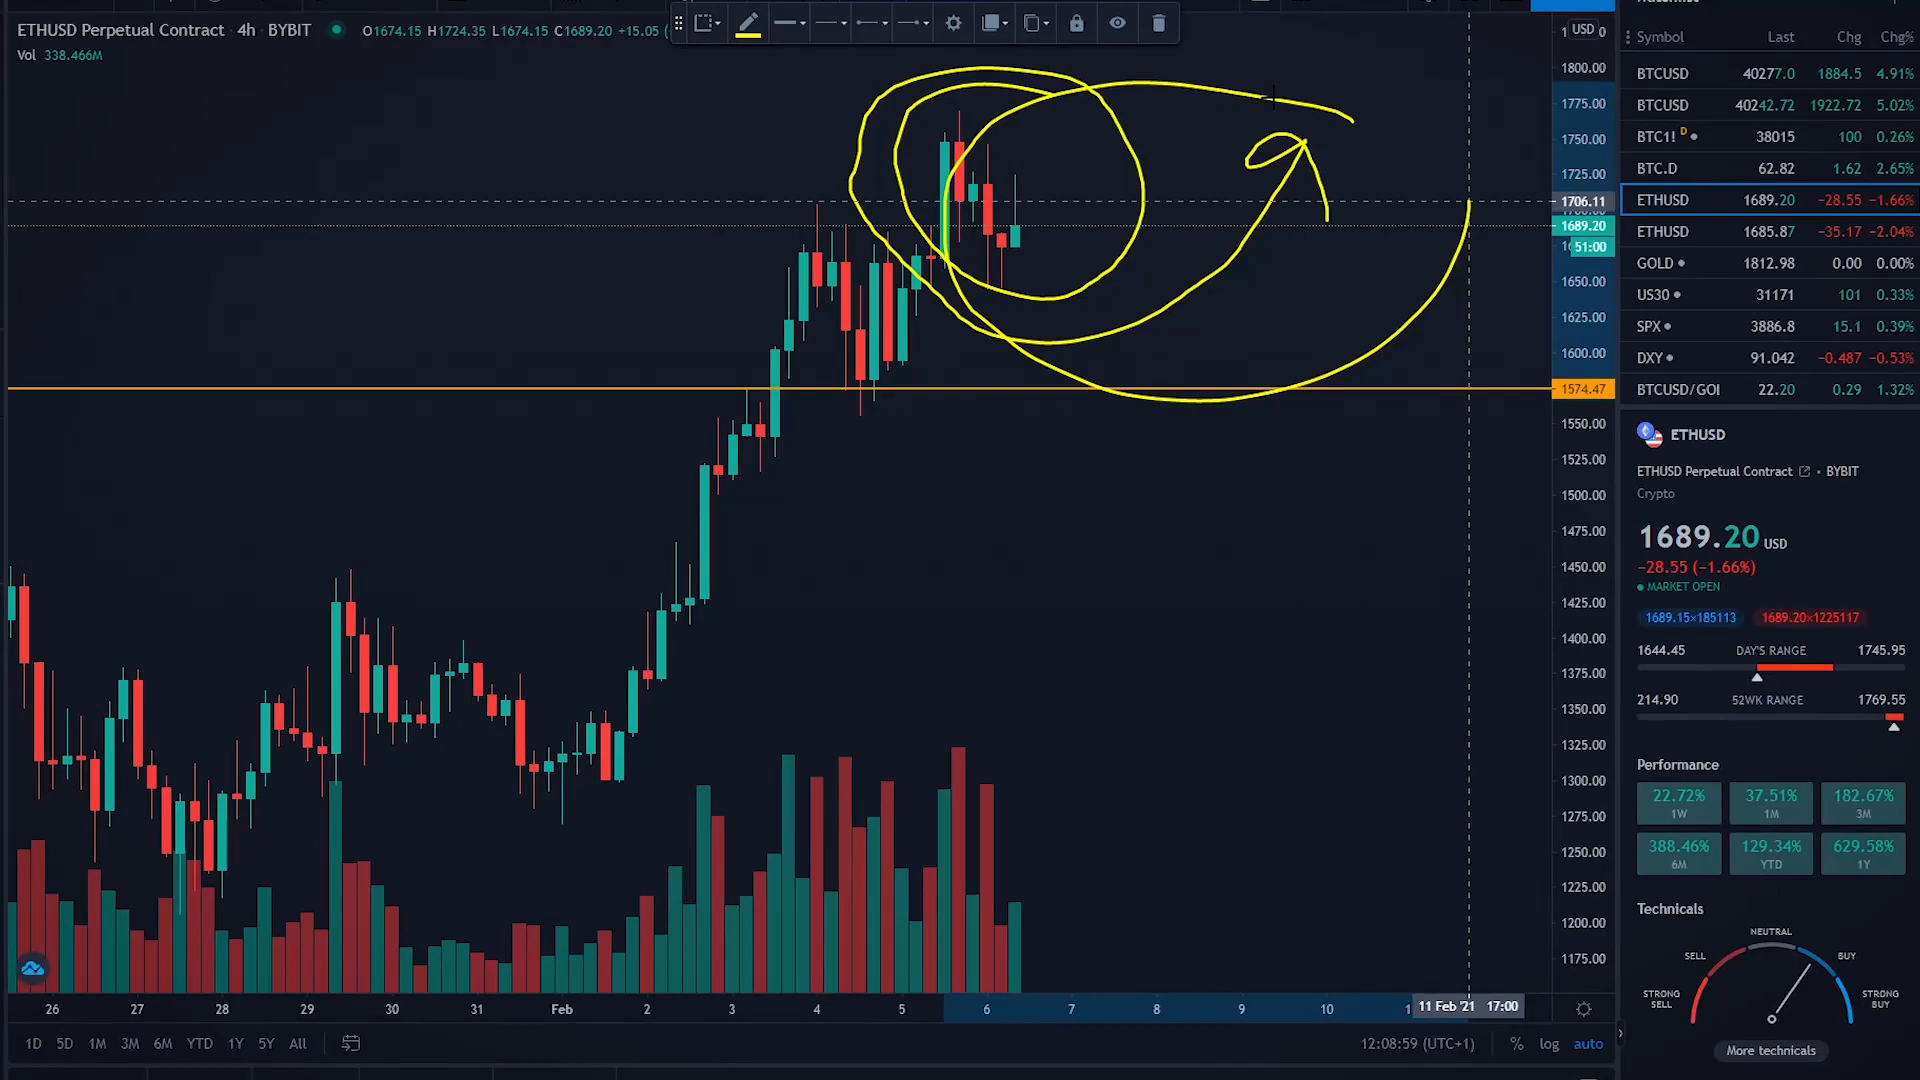 ETHUSD Perpetual Contract · 4h · BYBIT O1674.15 H1724.35 L1674.15 C1689.20 +15.05 (
Vol 338.466M
USD
1800.00
1775.00
1750.00
1725.00
1706.11
1689.20
51:00
1650.00
1625.00
1600.00
1574.47
1550.00
1525.00
1500.00
1475.00
1450.00
1425.00
1400.00
1375.00
1350.00
1325.00
1300.00
1275.00
1250.00
1225.00
1200.00
1175.00
26 27 28 29 30 31 Feb 2 3 4 5 6 7 8 9 10 11 Feb '21 17:00
1D 5D 1M 3M 6M YTD 1Y 5Y All
12:08:59 (UTC+1) % log auto
Symbol Last Chg Chg%
BTCUSD 40277.0 1884.5 4.91%
BTCUSD 40242.72 1922.72 5.02%
BTC1! D 38015 100 0.26%
BTC.D 62.82 1.62 2.65%
ETHUSD 1689.20 −28.55 −1.66%
ETHUSD 1685.87 −35.17 −2.04%
GOLD 1812.98 0.00 0.00%
US30 31171 101 0.33%
SPX 3886.8 15.1 0.39%
DXY 91.042 −0.487 −0.53%
BTCUSD/GOI 22.20 0.29 1.32%
ETHUSD
ETHUSD Perpetual Contract · BYBIT
Crypto
1689.20 USD
−28.55 (−1.66%)
MARKET OPEN
1689.15×185113 1689.20×1225117
1644.45 DAY'S RANGE 1745.95
214.90 52WK RANGE 1769.55
Performance
22.72% 37.51% 182.67%
1W 1M 3M
388.46% 129.34% 629.58%
6M YTD 1Y
Technicals
NEUTRAL
SELL BUY
STRONG SELL STRONG BUY
More technicals